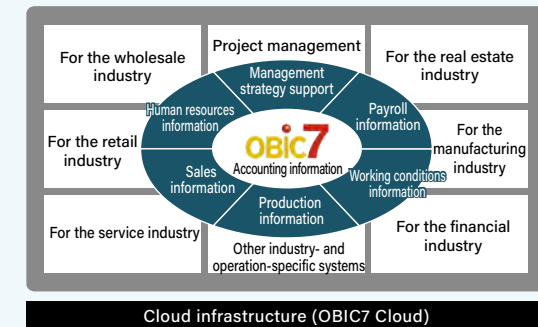 For the wholesale
industry
Project management
For the real estate
industry
Management
strategy support
Human resources
information
Payroll
information
For the retail
industry
OBIC7
Accounting information
For the
manufacturing
industry
Sales
information
Working conditions
information
Production
information
For the service industry
Other industry- and
operation-specific systems
For the financial
industry
Cloud infrastructure (OBIC7 Cloud)